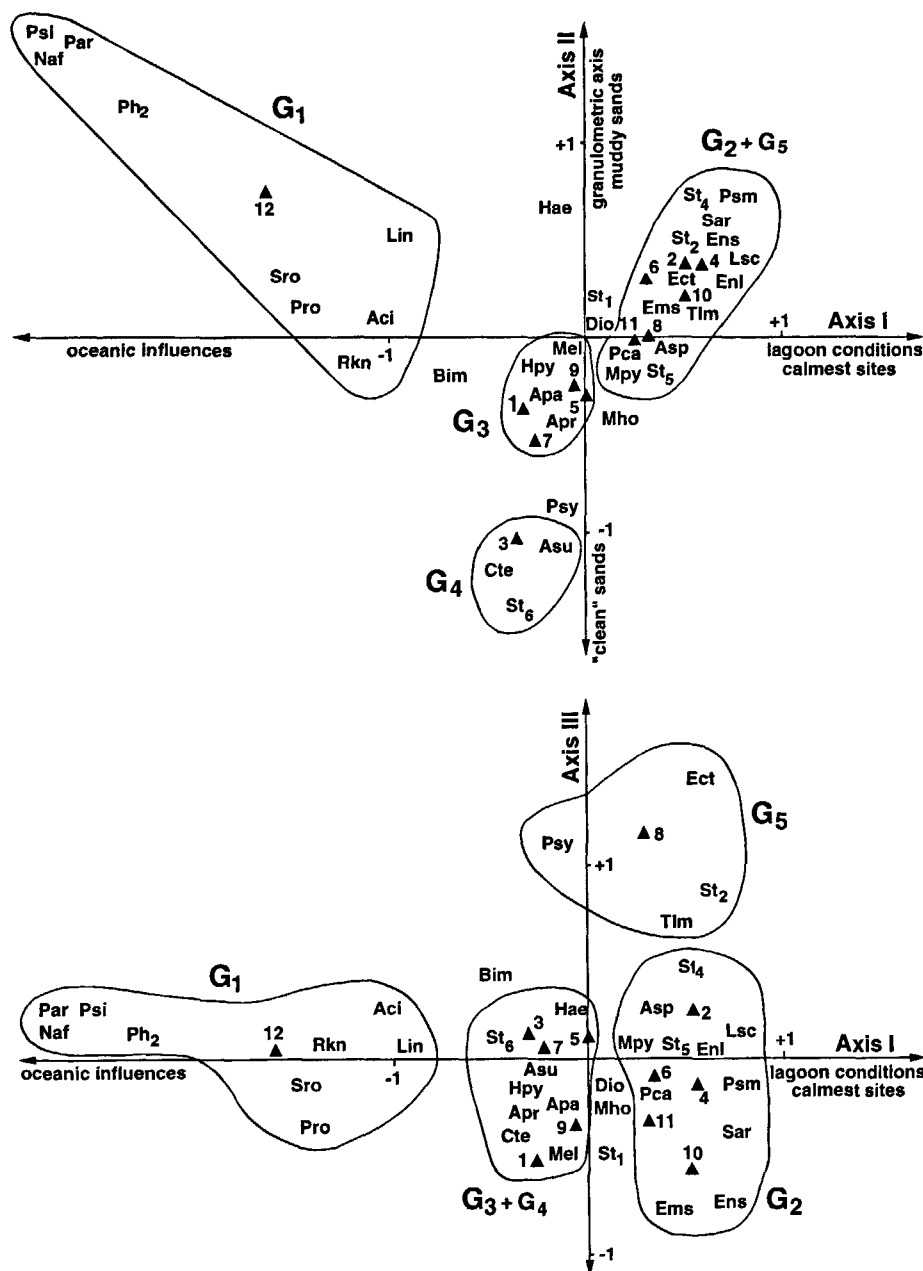 Psi Par
Naf
Ph2
G1
12
Lin
Sro
Pro
Aci
Rkn
-1
oceanic influences
Axis II
granulometric axis
muddy sands
+1
Hae
G2 + G5
St4 Psm
Sar
St2 Ens
2 4 Lsc
6 Ect Enl
10
St1 Ems Tlm
Dio 11 8
+1 Axis I
lagoon conditions
calmest sites
Pca Asp
Mpy St5
Bim
Mel
Hpy 9
Apa
1 5
Apr Mho
7
G3
Psy
-1
3 Asu
Cte
G4
St6
"clean" sands
Axis III
Ect
G5
8
Psy
+1
St2
Tlm
G1
Par Psi
Naf
Ph2
12
Aci
Rkn Lin
-1
Sro
Pro
oceanic influences
Bim
Hae
3 5
St6 7
Asu
Hpy
Apr Apa
Cte 9
1 Mel
G3 + G4
Dio
Mho
St1
St4
Asp 2
Lsc
Mpy St5 Enl
+1 Axis I
lagoon conditions
calmest sites
6
Pca 4 Psm
11
Sar
10
Ems Ens
G2
-1